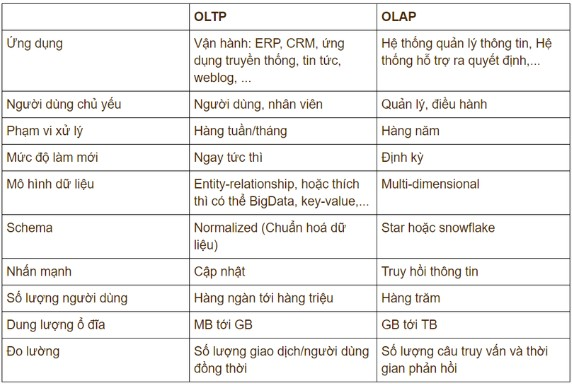 OLTP OLAP
Ứng dụng Vận hành: ERP, CRM, ứng Hệ thống quản lý thông tin, Hệ
dụng truyền thống, tin tức, thống hỗ trợ ra quyết định,...
weblog, ...
Người dùng chủ yếu Người dùng, nhân viên Quản lý, điều hành
Phạm vi xử lý Hàng tuần/tháng Hàng năm
Mức độ làm mới Ngay tức thì Định kỳ
Mô hình dữ liệu Entity-relationship, hoặc thích Multi-dimensional
thì có thể BigData, key-value,...
Schema Normalized (Chuẩn hoá dữ Star hoặc snowflake
liệu)
Nhấn mạnh Cập nhật Truy hồi thông tin
Số lượng người dùng Hàng ngàn tới hàng triệu Hàng trăm
Dung lượng ổ đĩa MB tới GB GB tới TB
Đo lường Số lượng giao dịch/người dùng Số lượng câu truy vấn và thời
đồng thời gian phản hồi